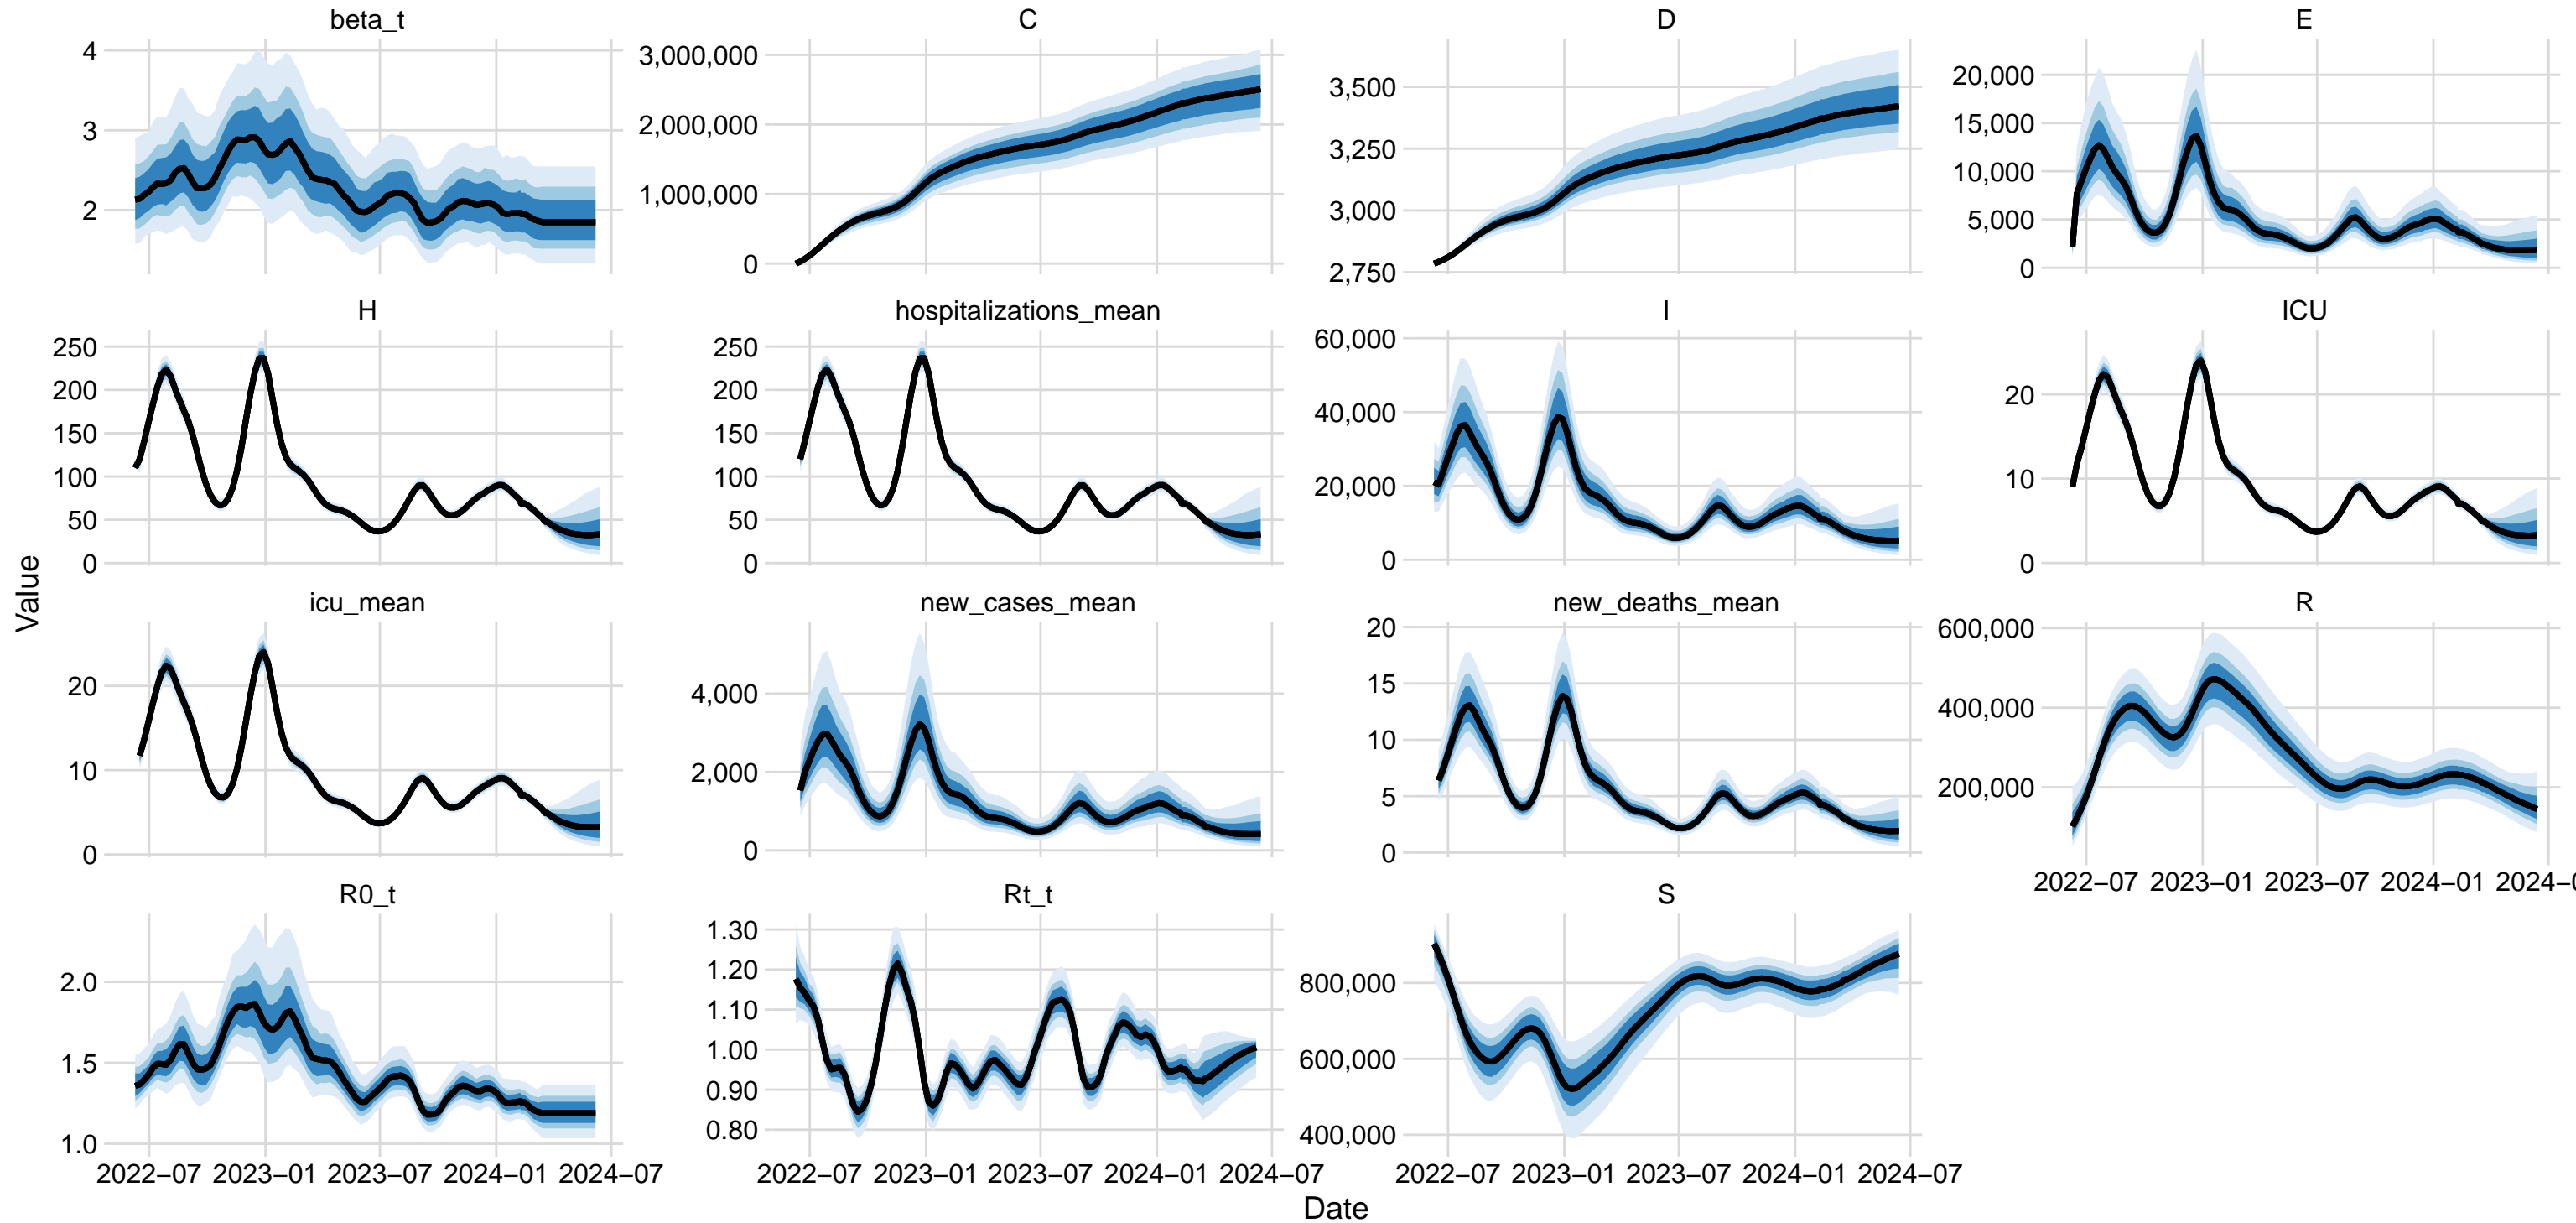 beta_t
C
D
E
4
3
2
3,000,000
2,000,000
1,000,000
0
3,500
3,250
3,000
2,750
20,000
15,000
10,000
5,000
0
H
hospitalizations_mean
I
ICU
250
200
150
100
50
0
250
200
150
100
50
0
60,000
40,000
20,000
0
20
10
0
Value
icu_mean
new_cases_mean
new_deaths_mean
R
20
10
0
4,000
2,000
0
20
15
10
5
0
600,000
400,000
200,000
2022−07 2023−01 2023−07 2024−01 2024−0
R0_t
Rt_t
S
2.0
1.5
1.0
1.30
1.20
1.10
1.00
0.90
0.80
800,000
600,000
400,000
2022−07 2023−01 2023−07 2024−01 2024−07
2022−07 2023−01 2023−07 2024−01 2024−07
2022−07 2023−01 2023−07 2024−01 2024−07
Date